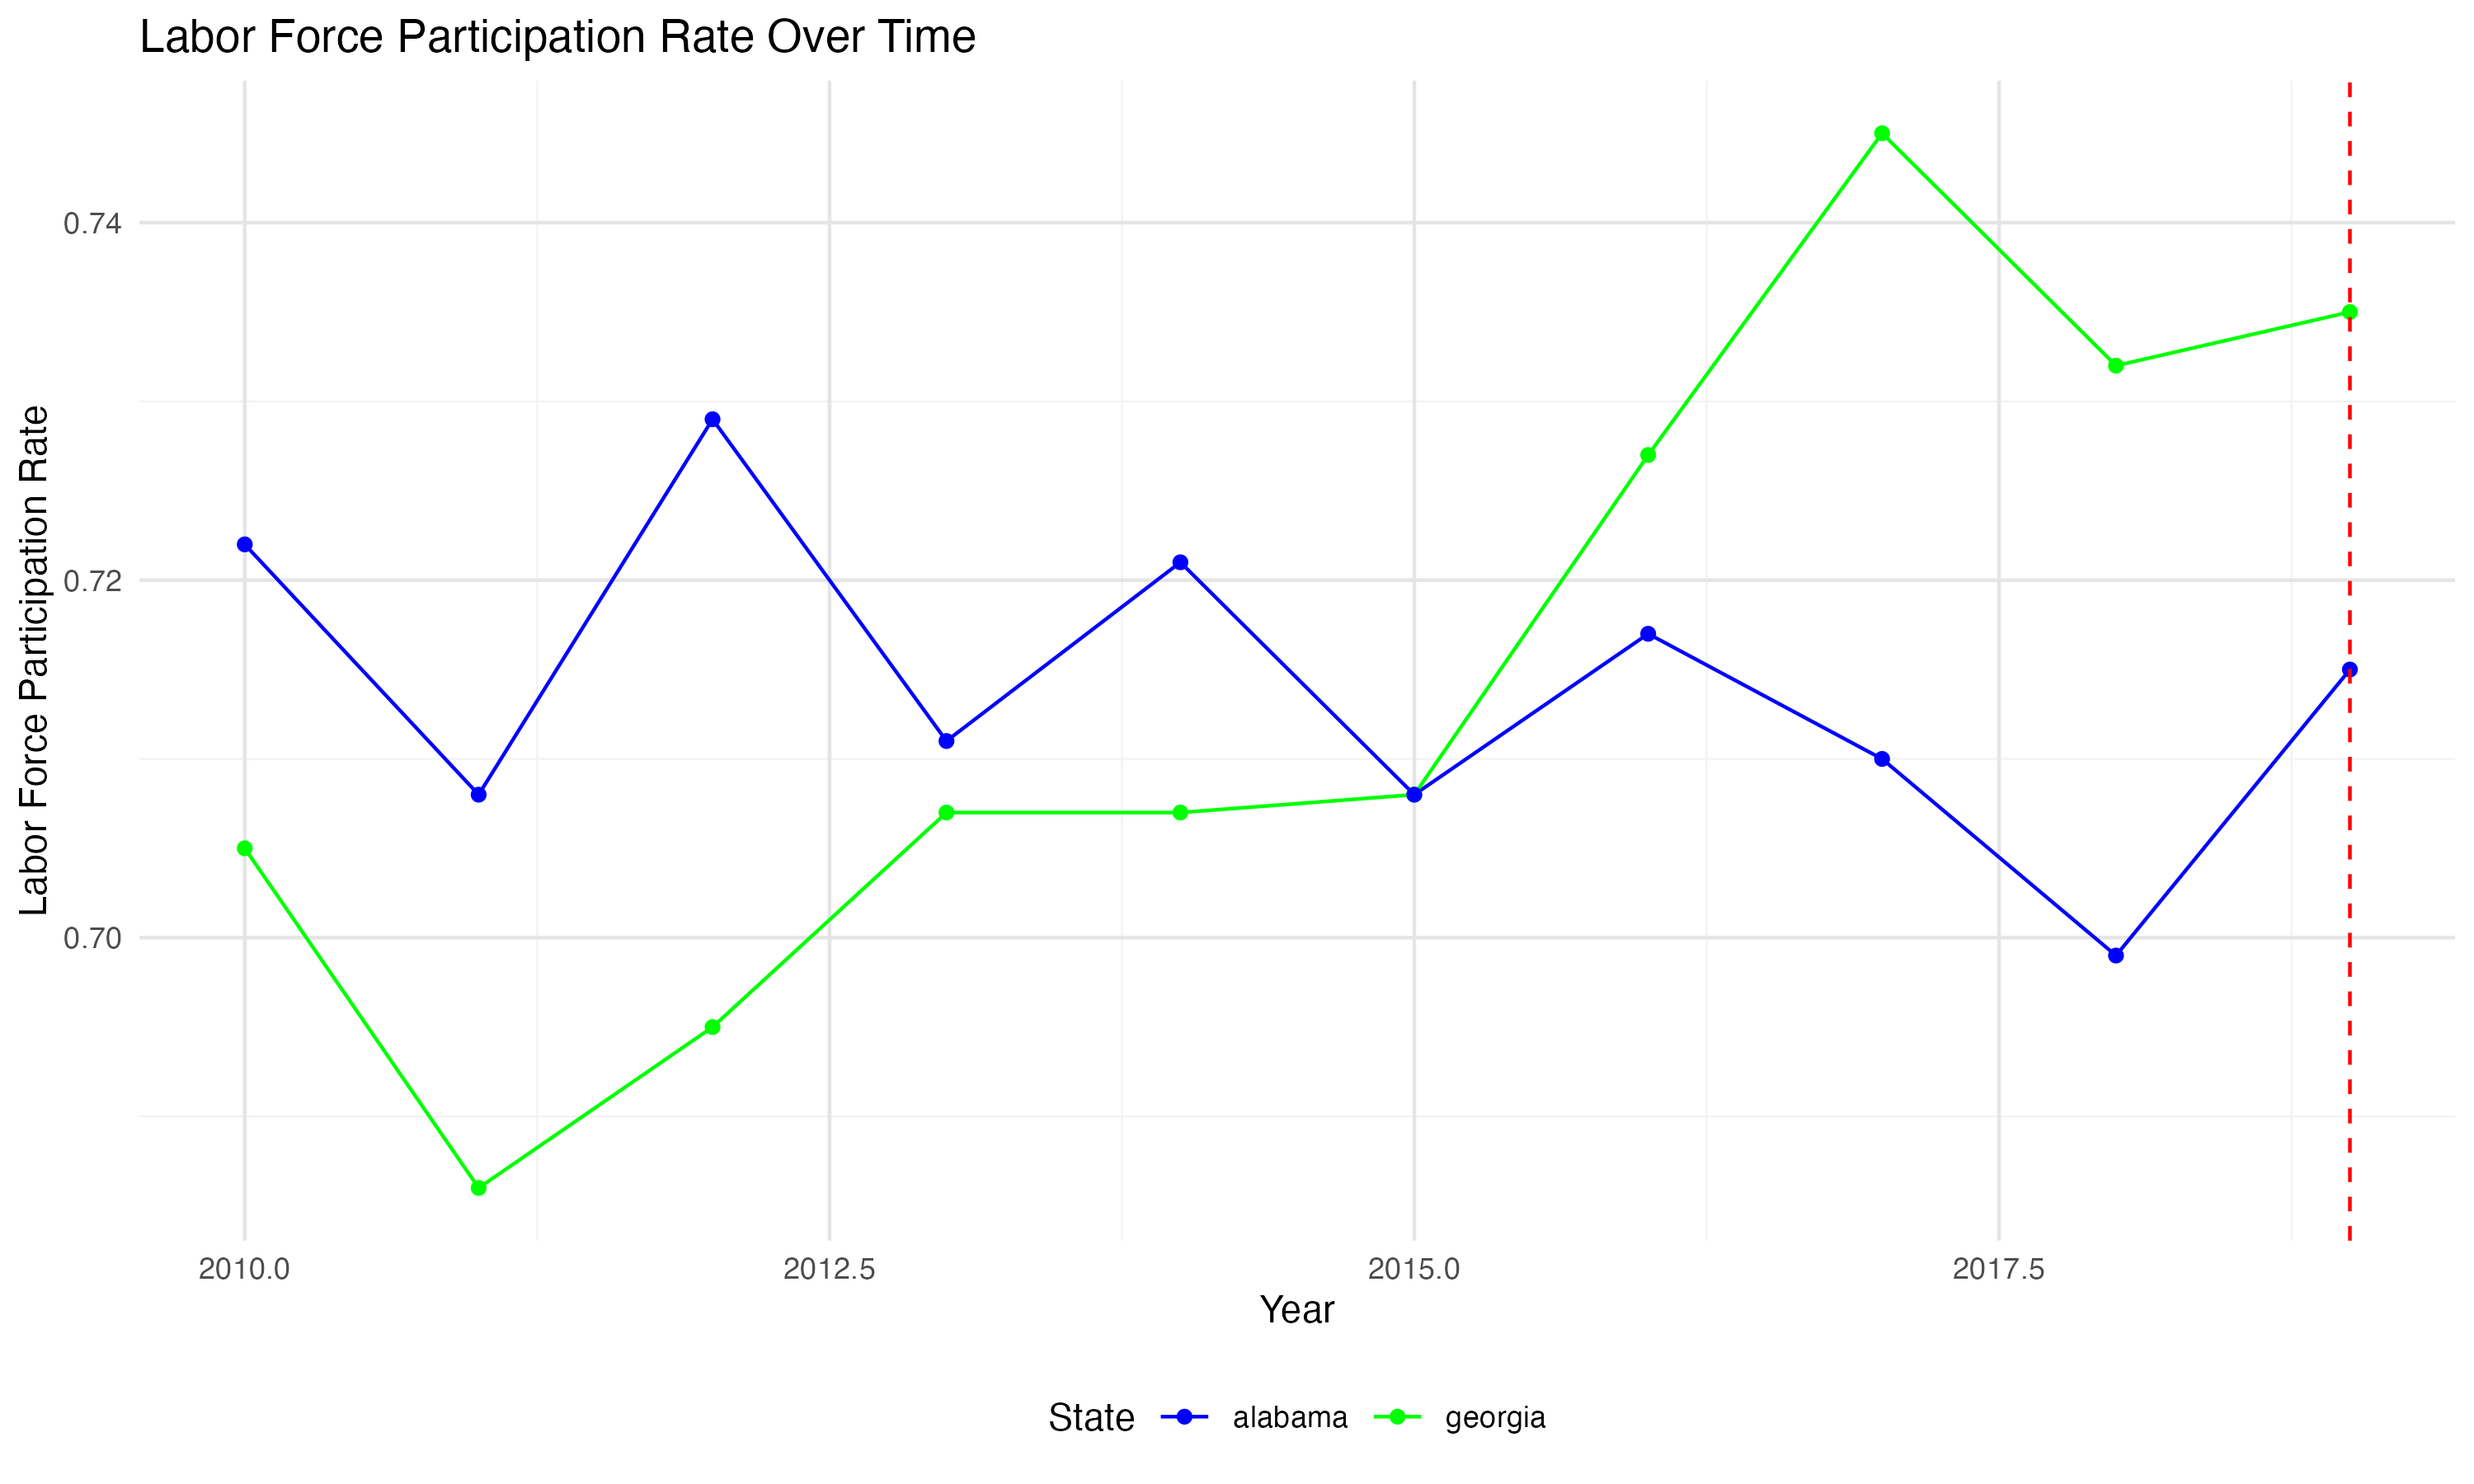 Labor Force Participation Rate Over Time
Labor Force Participation Rate
0.74
0.72
0.70
2010.0 2012.5 2015.0 2017.5
Year
State alabama georgia